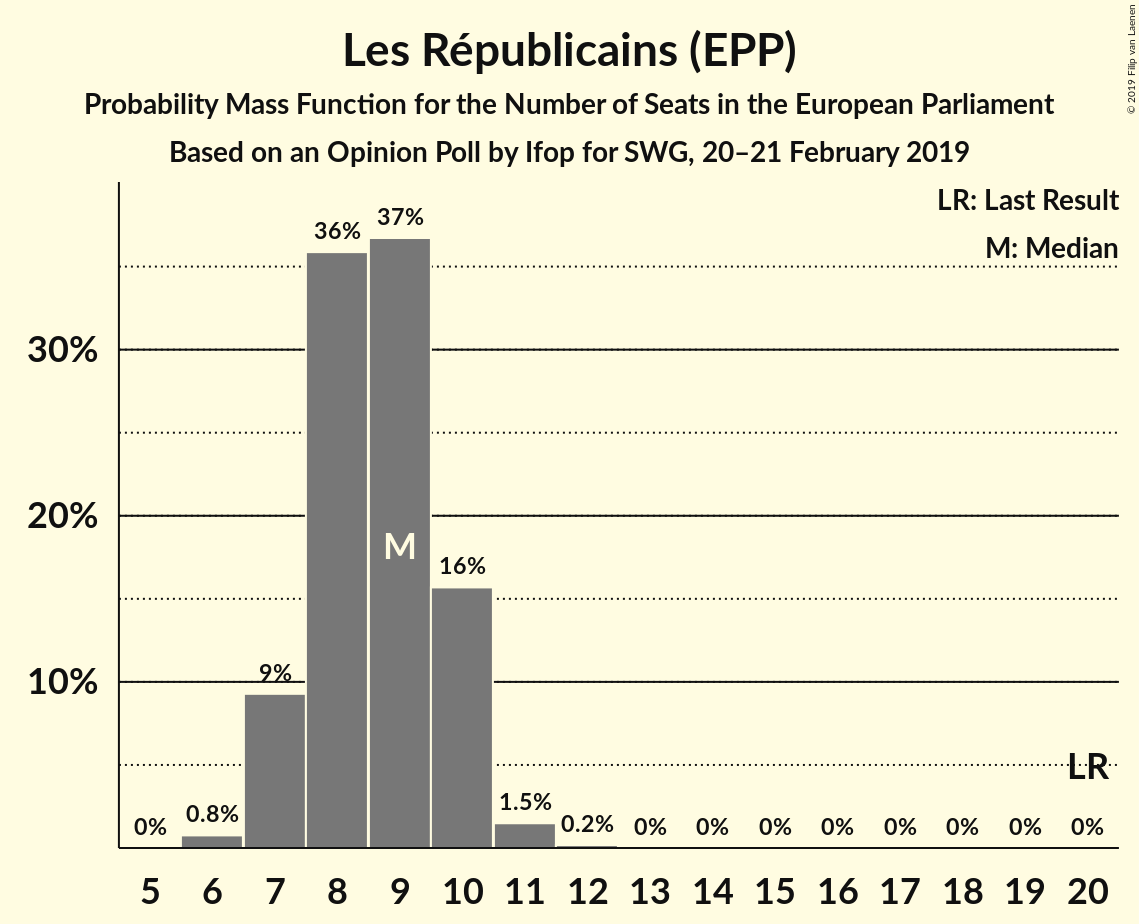 Les Républicains (EPP)
Probability Mass Function for the Number of Seats in the European Parliament
Based on an Opinion Poll by Ifop for SWG, 20–21 February 2019
© 2019 Filip van Laenen
LR: Last Result
M: Median
37%
36%
30%
20%
M
16%
9%
10%
LR
0% 0.8% 1.5% 0.2% 0% 0% 0% 0% 0% 0% 0% 0%
5 6 7 8 9 10 11 12 13 14 15 16 17 18 19 20